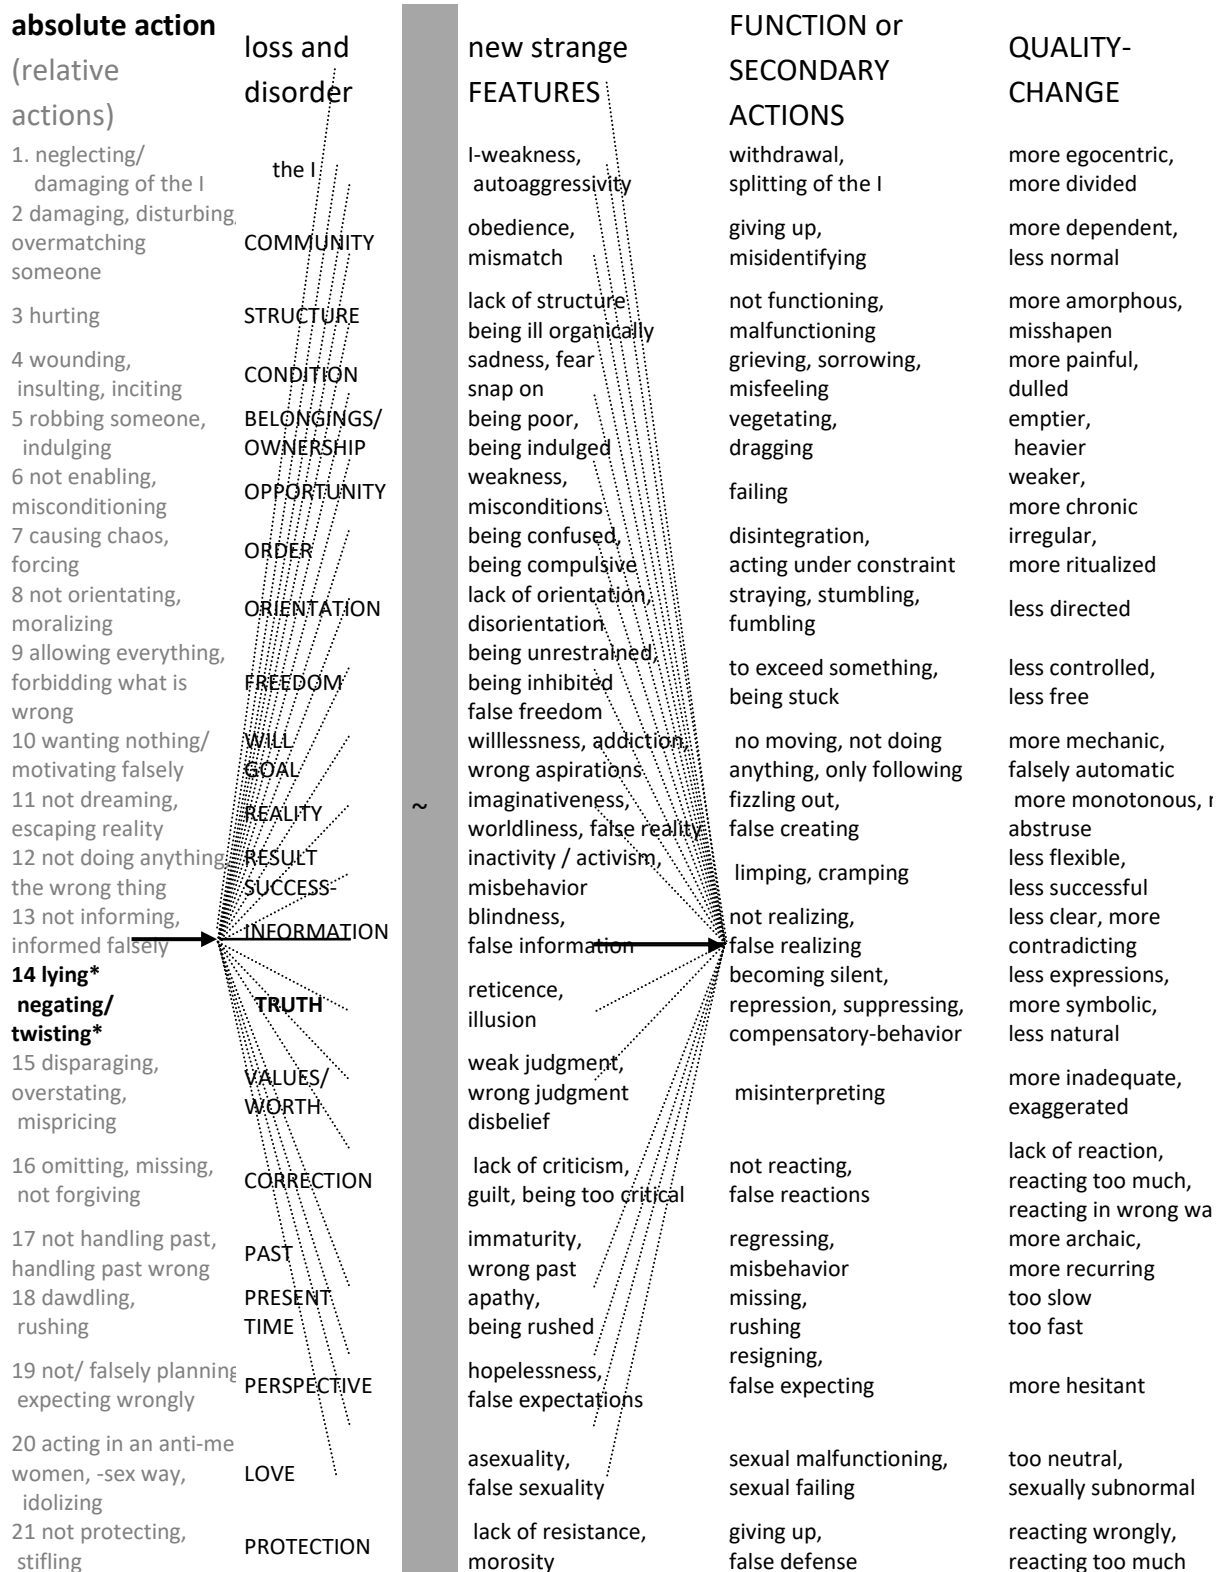 absolute action
(relative
actions)
loss and
disorder
new strange
FEATURES
FUNCTION or
SECONDARY
ACTIONS
QUALITY-
CHANGE
1. neglecting/
damaging of the I
the I
I-weakness,
autoaggressivity
withdrawal,
splitting of the I
more egocentric,
more divided
2 damaging, disturbing,
overmatching
someone
COMMUNITY
obedience,
mismatch
giving up,
misidentifying
more dependent,
less normal
3 hurting
STRUCTURE
lack of structure
being ill organically
not functioning,
malfunctioning
more amorphous,
misshapen
4 wounding,
insulting, inciting
CONDITION
sadness, fear
snap on
grieving, sorrowing,
misfeeling
more painful,
dulled
5 robbing someone,
indulging
BELONGINGS/
OWNERSHIP
being poor,
being indulged
vegetating,
dragging
emptier,
heavier
6 not enabling,
misconditioning
OPPORTUNITY
weakness,
misconditions
failing
weaker,
more chronic
7 causing chaos,
forcing
ORDER
being confused,
being compulsive
disintegration,
acting under constraint
irregular,
more ritualized
8 not orientating,
moralizing
ORIENTATION
lack of orientation,
disorientation
straying, stumbling,
fumbling
less directed
9 allowing everything,
forbidding what is
wrong
FREEDOM
being unrestrained,
being inhibited
false freedom
to exceed something,
being stuck
less controlled,
less free
10 wanting nothing/
motivating falsely
WILL
GOAL
willlessness, addiction,
wrong aspirations
no moving, not doing
anything, only following
more mechanic,
falsely automatic
11 not dreaming,
escaping reality
REALITY
~
imaginativeness,
worldliness, false reality
fizzling out,
false creating
more monotonous,
abstruse
12 not doing anything,
the wrong thing
RESULT
SUCCESS-
inactivity / activism,
misbehavior
limping, cramping
less flexible,
less successful
13 not informing,
informed falsely
INFORMATION
blindness,
false information
not realizing,
false realizing
less clear, more
contradicting
14 lying*
negating/
twisting*
TRUTH
reticence,
illusion
becoming silent,
repression, suppressing,
compensatory-behavior
less expressions,
more symbolic,
less natural
15 disparaging,
overstating,
mispricing
VALUES/
WORTH
weak judgment,
wrong judgment
disbelief
misinterpreting
more inadequate,
exaggerated
16 omitting, missing,
not forgiving
CORRECTION
lack of criticism,
guilt, being too critical
not reacting,
false reactions
lack of reaction,
reacting too much,
reacting in wrong wa
17 not handling past,
handling past wrong
PAST
immaturity,
wrong past
regressing,
misbehavior
more archaic,
more recurring
18 dawdling,
rushing
PRESENT
TIME
apathy,
being rushed
missing,
rushing
too slow
too fast
19 not/ falsely planning
expecting wrongly
PERSPECTIVE
hopelessness,
false expectations
resigning,
false expecting
more hesitant
20 acting in an anti-me
women, -sex way,
idolizing
LOVE
asexuality,
false sexuality
sexual malfunctioning,
sexual failing
too neutral,
sexually subnormal
21 not protecting,
stifling
PROTECTION
lack of resistance,
morosity
giving up,
false defense
reacting wrongly,
reacting too much